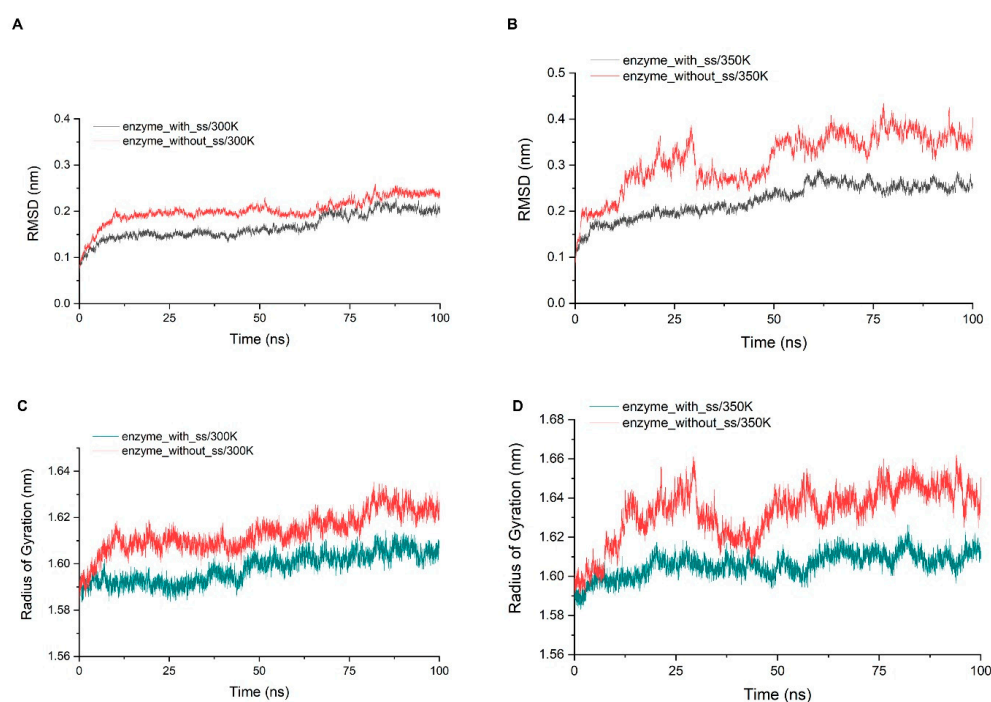 A
enzyme_with_ss/300K
enzyme_without_ss/300K
RMSD (nm)
0.4
0.3
0.2
0.1
0.0
0 25 50 75 100
Time (ns)
B
enzyme_with_ss/350K
enzyme_without_ss/350K
RMSD (nm)
0.5
0.4
0.3
0.2
0.1
0.0
0 25 50 75 100
Time (ns)
C
enzyme_with_ss/300K
enzyme_without_ss/300K
Radius of Gyration (nm)
1.64
1.62
1.60
1.58
1.56
0 25 50 75 100
Time (ns)
D
enzyme_with_ss/350K
enzyme_without_ss/350K
Radius of Gyration (nm)
1.68
1.66
1.64
1.62
1.60
1.58
1.56
0 25 50 75 100
Time (ns)